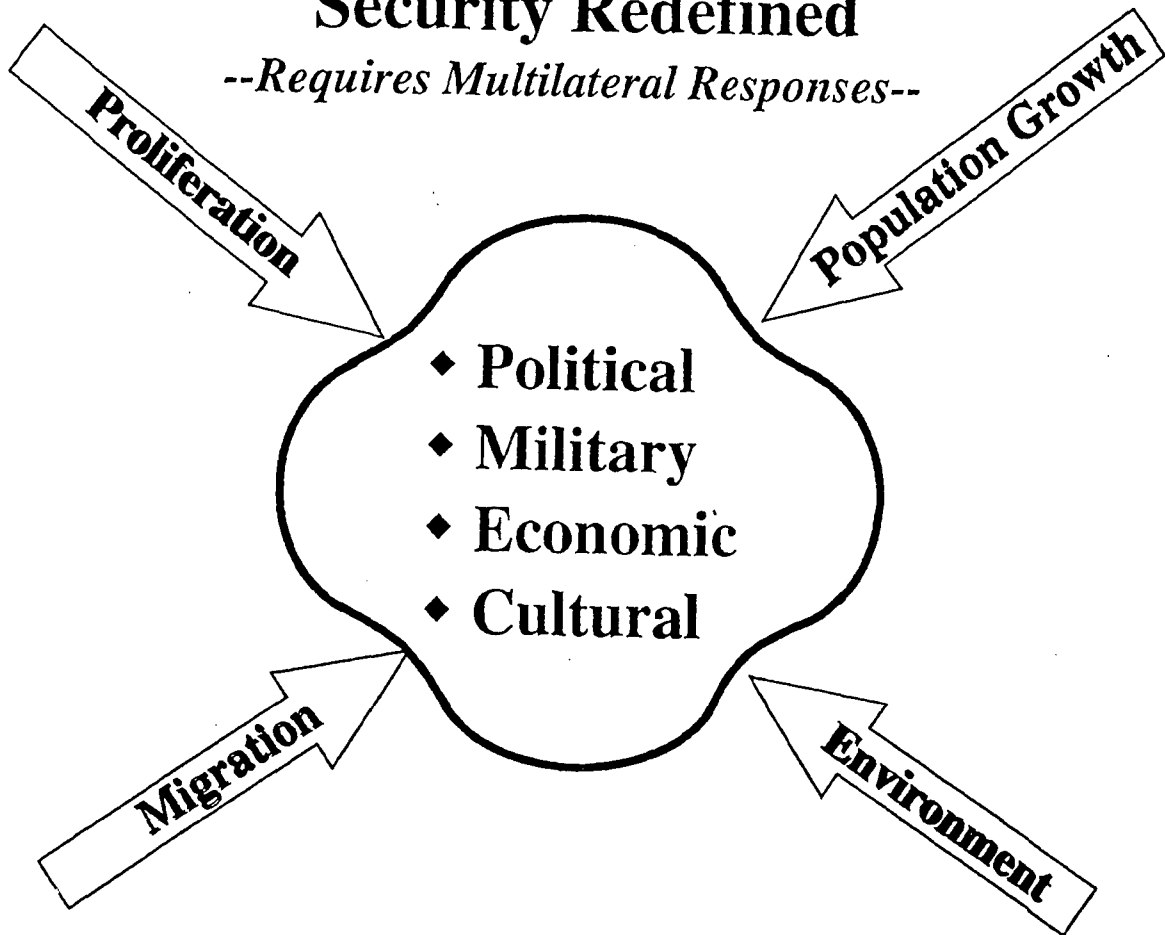 Security Redefined
--Requires Multilateral Responses--
Proliferation
Population Growth
◆ Political
◆ Military
◆ Economic
◆ Cultural
Migration
Environment